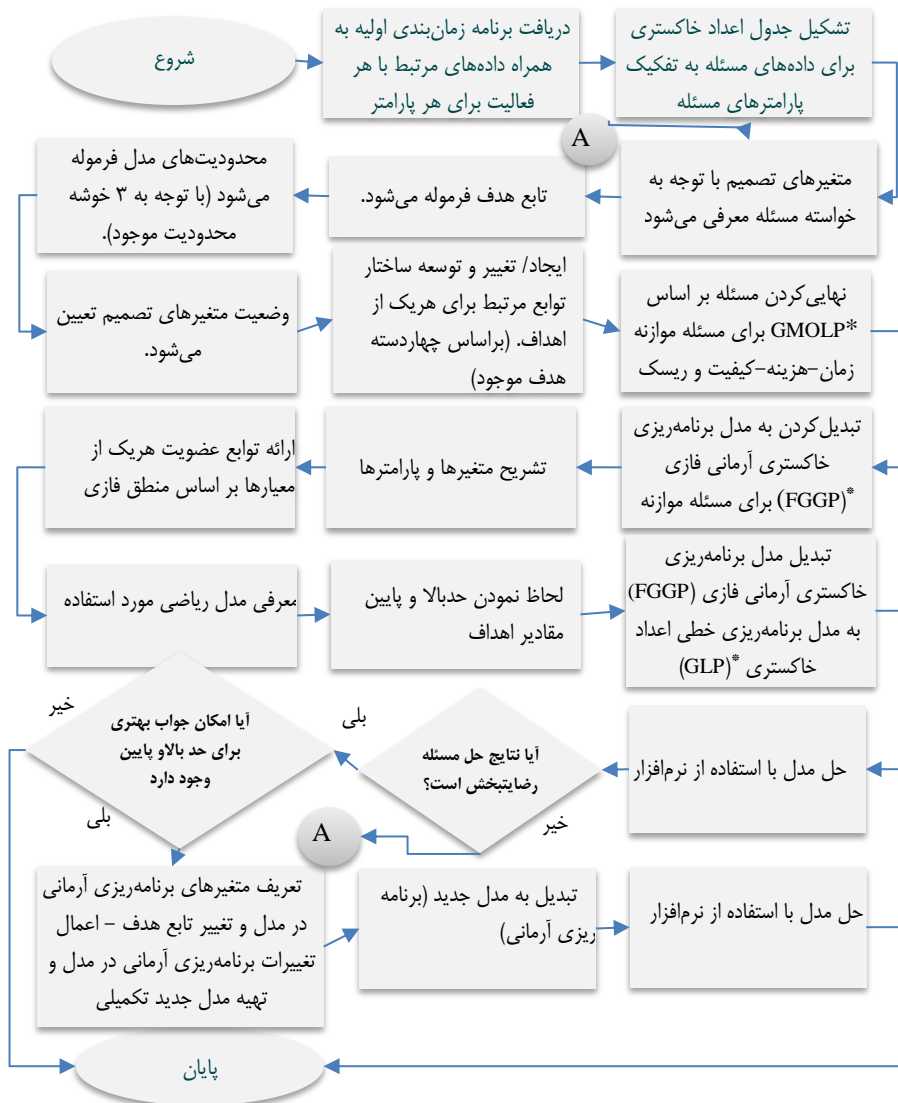 شروع
دریافت برنامه زمان‌بندی اولیه به
همراه داده‌های مرتبط با هر
فعالیت برای هر پارامتر
تشکیل جدول اعداد خاکستری
برای داده‌های مسئله به تفکیک
پارامترهای مسئله
A
متغیرهای تصمیم با توجه به
خواسته مسئله معرفی می‌شود
تابع هدف فرموله می‌شود.
محدودیت‌های مدل فرموله
می‌شود (با توجه به ۳ خوشه
محدودیت موجود).
وضعیت متغیرهای تصمیم تعیین
می‌شود.
ایجاد/ تغییر و توسعه ساختار
توابع مرتبط برای هریک از
اهداف. (براساس چهاردسته
هدف موجود)
نهایی‌کردن مسئله بر اساس
GMOLP* برای مسئله موازنه
زمان-هزینه-کیفیت و ریسک
تبدیل‌کردن به مدل برنامه‌ریزی
خاکستری آرمانی فازی
(FGGP)* برای مسئله موازنه
تشریح متغیرها و پارامترها
ارائه توابع عضویت هریک از
معیارها بر اساس منطق فازی
معرفی مدل ریاضی مورد استفاده
لحاظ نمودن حدبالا و پایین
مقادیر اهداف
تبدیل مدل برنامه‌ریزی
خاکستری آرمانی فازی (FGGP)
به مدل برنامه‌ریزی خطی اعداد
خاکستری *(GLP)
حل مدل با استفاده از نرم‌افزار
آیا نتایج حل مسئله
رضایتبخش است؟
بلی
خیر
A
آیا امکان جواب بهتری
برای حد بالاو پایین
وجود دارد
خیر
بلی
تعریف متغیرهای برنامه‌ریزی آرمانی
در مدل و تغییر تابع هدف – اعمال
تغییرات برنامه‌ریزی آرمانی در مدل و
تهیه مدل جدید تکمیلی
تبدیل به مدل جدید (برنامه
ریزی آرمانی)
حل مدل با استفاده از نرم‌افزار
پایان